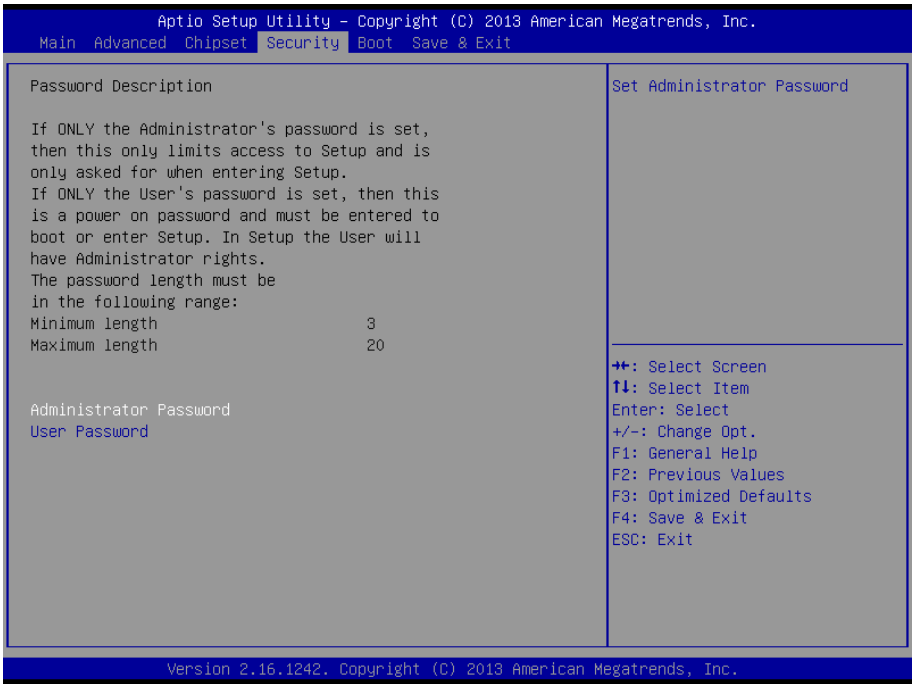 Aptio Setup Utility – Copyright (C) 2013 American Megatrends, Inc.
Main Advanced Chipset Security Boot Save & Exit
Password Description
If ONLY the Administrator's password is set,
then this only limits access to Setup and is
only asked for when entering Setup.
If ONLY the User's password is set, then this
is a power on password and must be entered to
boot or enter Setup. In Setup the User will
have Administrator rights.
The password length must be
in the following range:
Minimum length 3
Maximum length 20
Administrator Password
User Password
Set Administrator Password
→←: Select Screen
↑↓: Select Item
Enter: Select
+/-: Change Opt.
F1: General Help
F2: Previous Values
F3: Optimized Defaults
F4: Save & Exit
ESC: Exit
Version 2.16.1242. Copyright (C) 2013 American Megatrends, Inc.